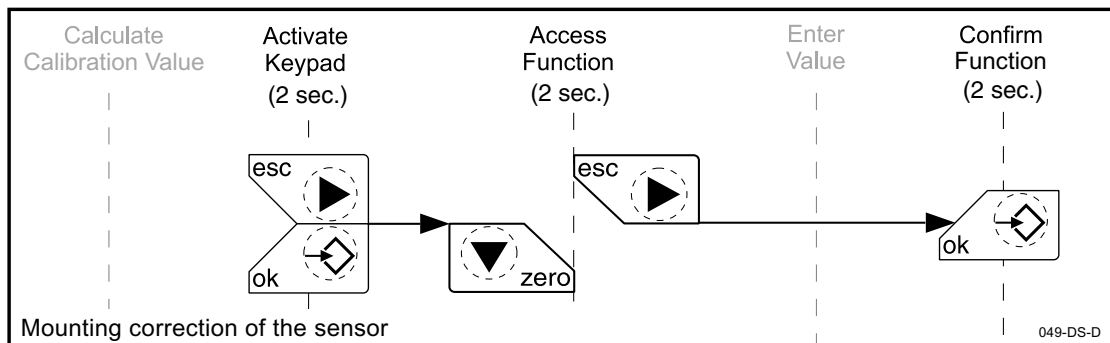 Calculate
Calibration Value
Activate
Keypad
(2 sec.)
Access
Function
(2 sec.)
Enter
Value
Confirm
Function
(2 sec.)
esc
ok
zero
esc
ok
Mounting correction of the sensor
049-DS-D